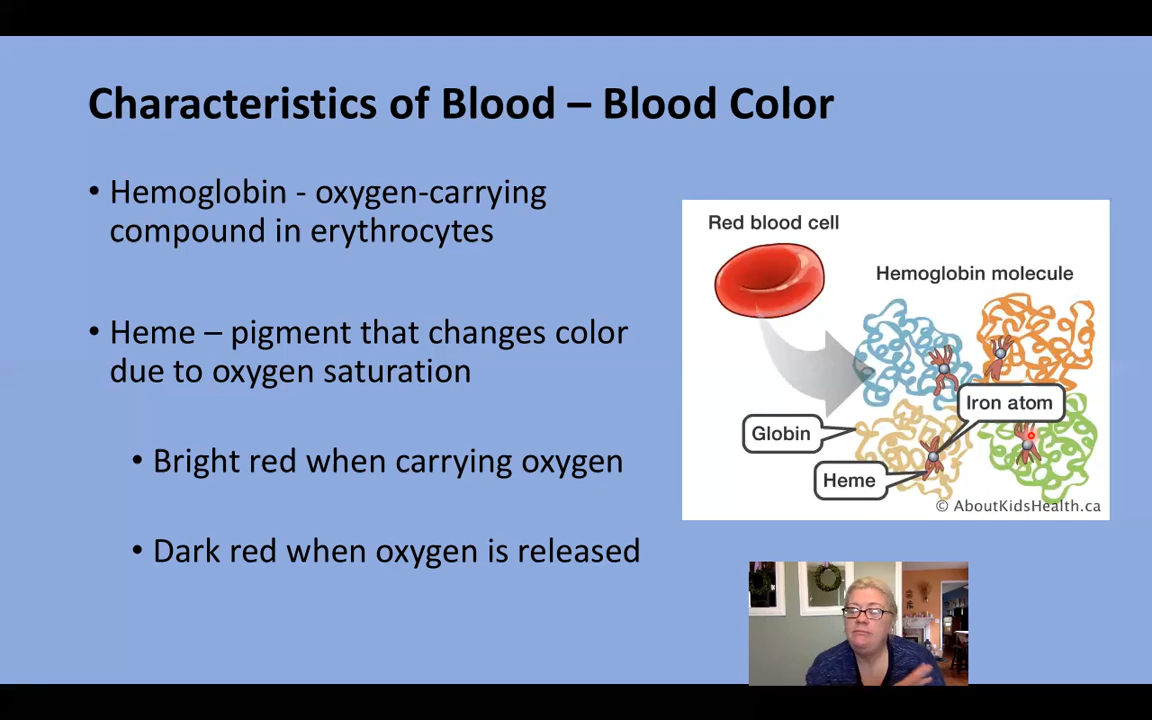 Characteristics of Blood – Blood Color
• Hemoglobin - oxygen-carrying
compound in erythrocytes
• Heme – pigment that changes color
due to oxygen saturation
• Bright red when carrying oxygen
• Dark red when oxygen is released
Red blood cell
Hemoglobin molecule
Iron atom
Globin
Heme
© AboutKidsHealth.ca